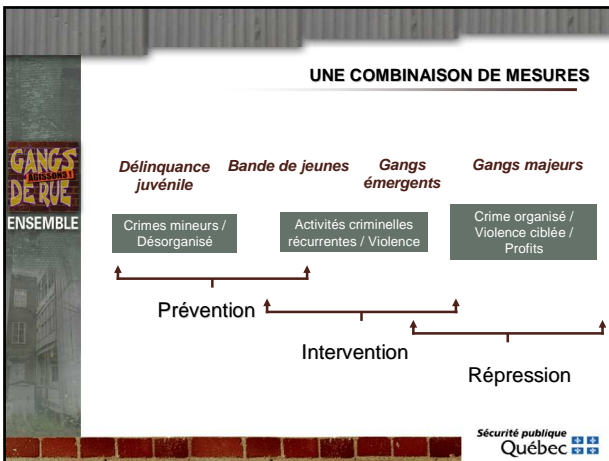 UNE COMBINAISON DE MESURES
GANGS
AGISSONS !
DE RUE
ENSEMBLE
Délinquance
juvénile
Bande de jeunes
Gangs
émergents
Gangs majeurs
Crimes mineurs /
Désorganisé
Activités criminelles
récurrentes / Violence
Crime organisé /
Violence ciblée /
Profits
Prévention
Intervention
Répression
Sécurité publique
Québec